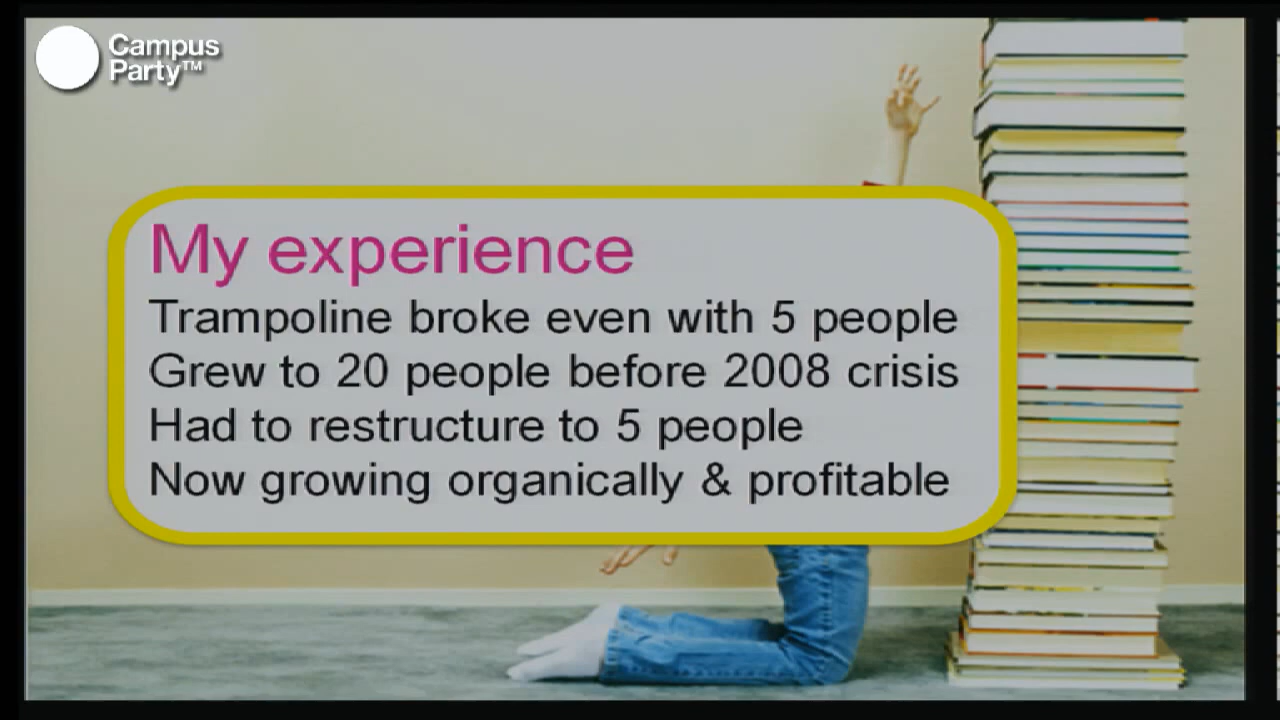 Campus
Party™
My experience
Trampoline broke even with 5 people
Grew to 20 people before 2008 crisis
Had to restructure to 5 people
Now growing organically & profitable